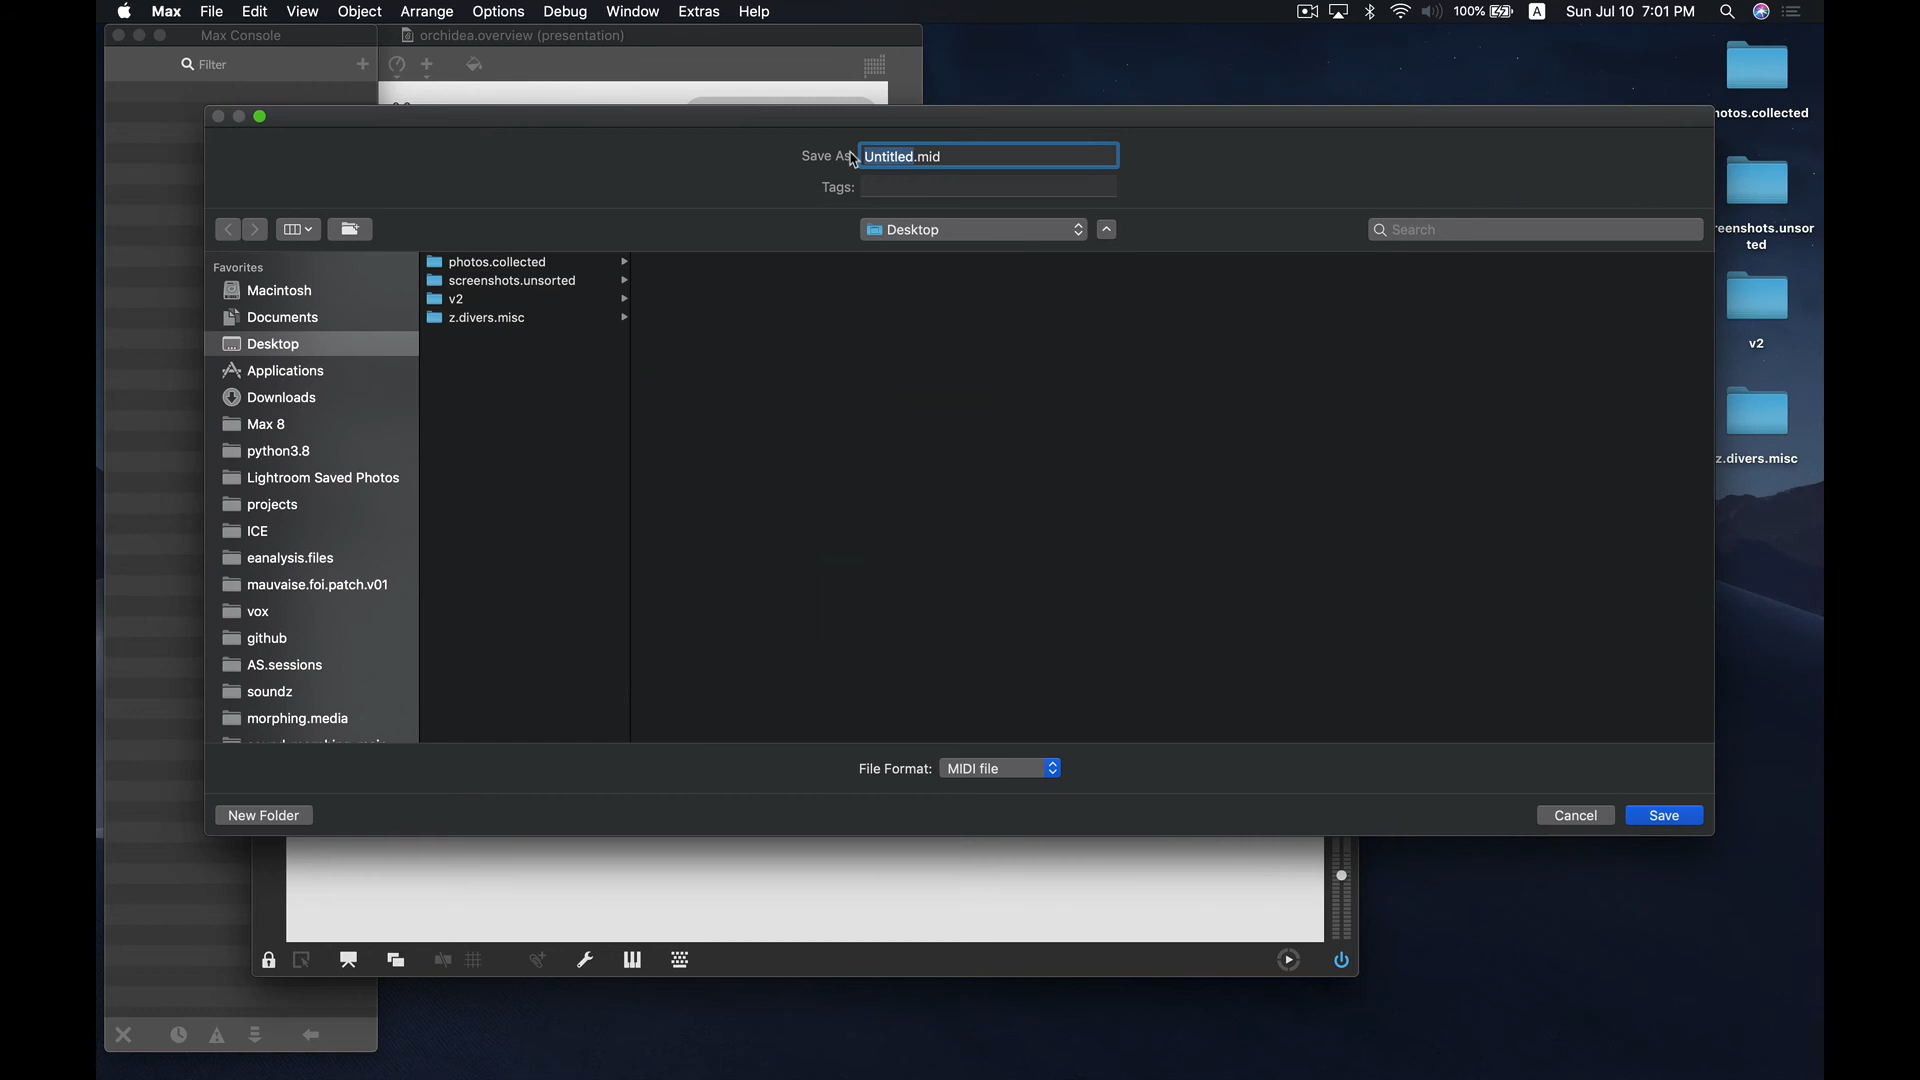 Max File Edit View Object Arrange Options Debug Window Extras Help 100% A Sun Jul 10 7:01 PM
Max Console
orchidea.overview (presentation)
Filter
Save As:
Untitled.mid
Tags:
Desktop
Search
Favorites
Macintosh
Documents
Desktop
Applications
Downloads
Max 8
python3.8
Lightroom Saved Photos
projects
ICE
eanalysis.files
mauvaise.foi.patch.v01
vox
github
AS.sessions
soundz
morphing.media
photos.collected
screenshots.unsorted
v2
z.divers.misc
File Format: MIDI file
New Folder
Cancel
Save
hotos.collected
eenshots.unsor
ted
v2
z.divers.misc